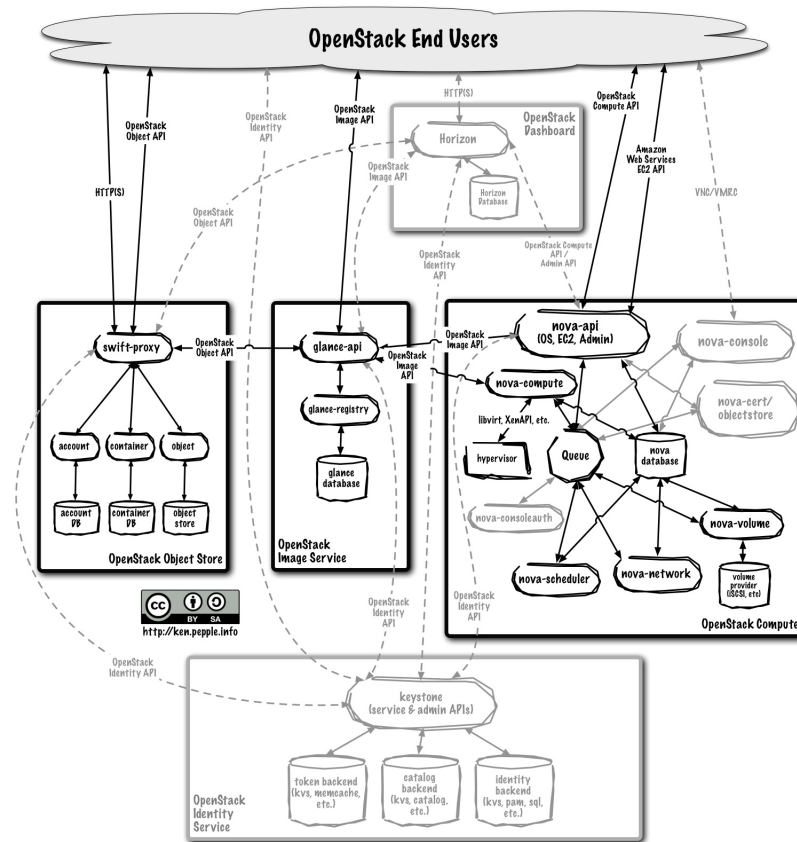 OpenStack End Users
HTTP(S)
OpenStack
Object API
OpenStack
Identity
API
OpenStack
Image API
HTTP(S)
OpenStack
Compute API
Amazon
Web Services
EC2 API
VNC/VMRC
OpenStack
Dashboard
Horizon
Horizon
Database
OpenStack
Image API
OpenStack
Object API
OpenStack
Identity
API
OpenStack Compute
API /
Admin API
swift-proxy
OpenStack
Object API
account
container
object
account
DB
container
DB
object
store
OpenStack Object Store
glance-api
OpenStack
Image API
OpenStack
Image
API
glance-registry
glance
database
OpenStack
Image Service
nova-api
(OS, EC2, Admin)
nova-console
nova-compute
nova-cert/
objectstore
libvirt, XenAPI, etc.
hypervisor
Queue
nova
database
nova-consoleauth
nova-volume
nova-scheduler
nova-network
volume
provider
(iSCSI, etc)
OpenStack Compute
cc
BY SA
http://ken.pepple.info
OpenStack
Identity
API
OpenStack
Identity
API
OpenStack
Identity API
keystone
(service & admin APIs)
token backend
(kvs, memcache,
etc.)
catalog
backend
(kvs, catalog,
etc.)
identity
backend
(kvs, pam, sql,
etc.)
OpenStack
Identity
Service